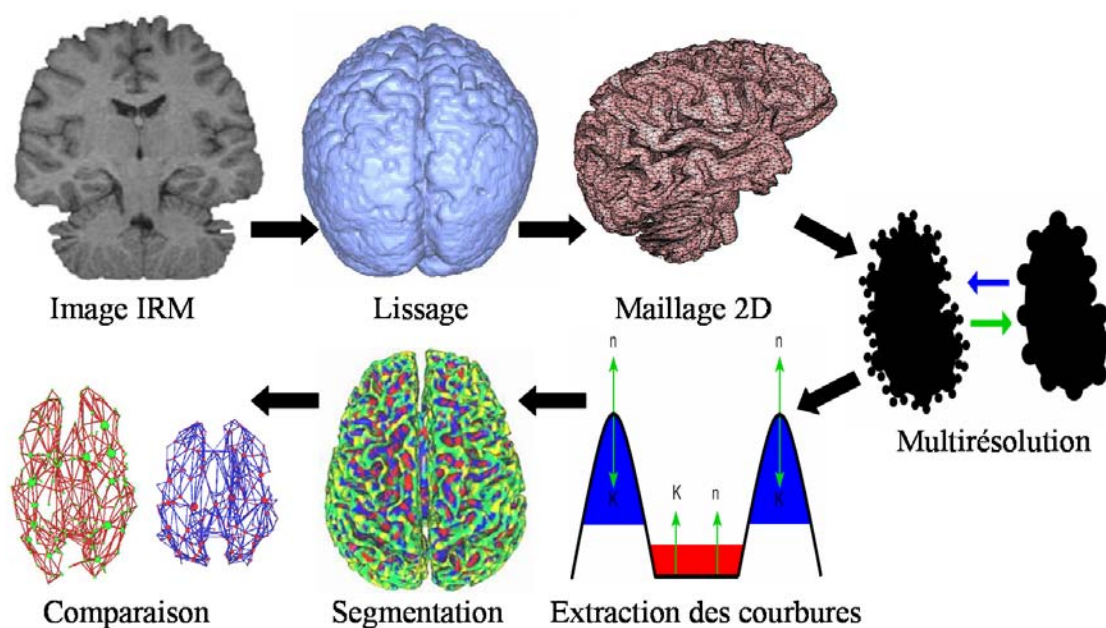 Image IRM
Lissage
Maillage 2D
Multirésolution
n
n
K
K
n
K
Extraction des courbures
Segmentation
Comparaison